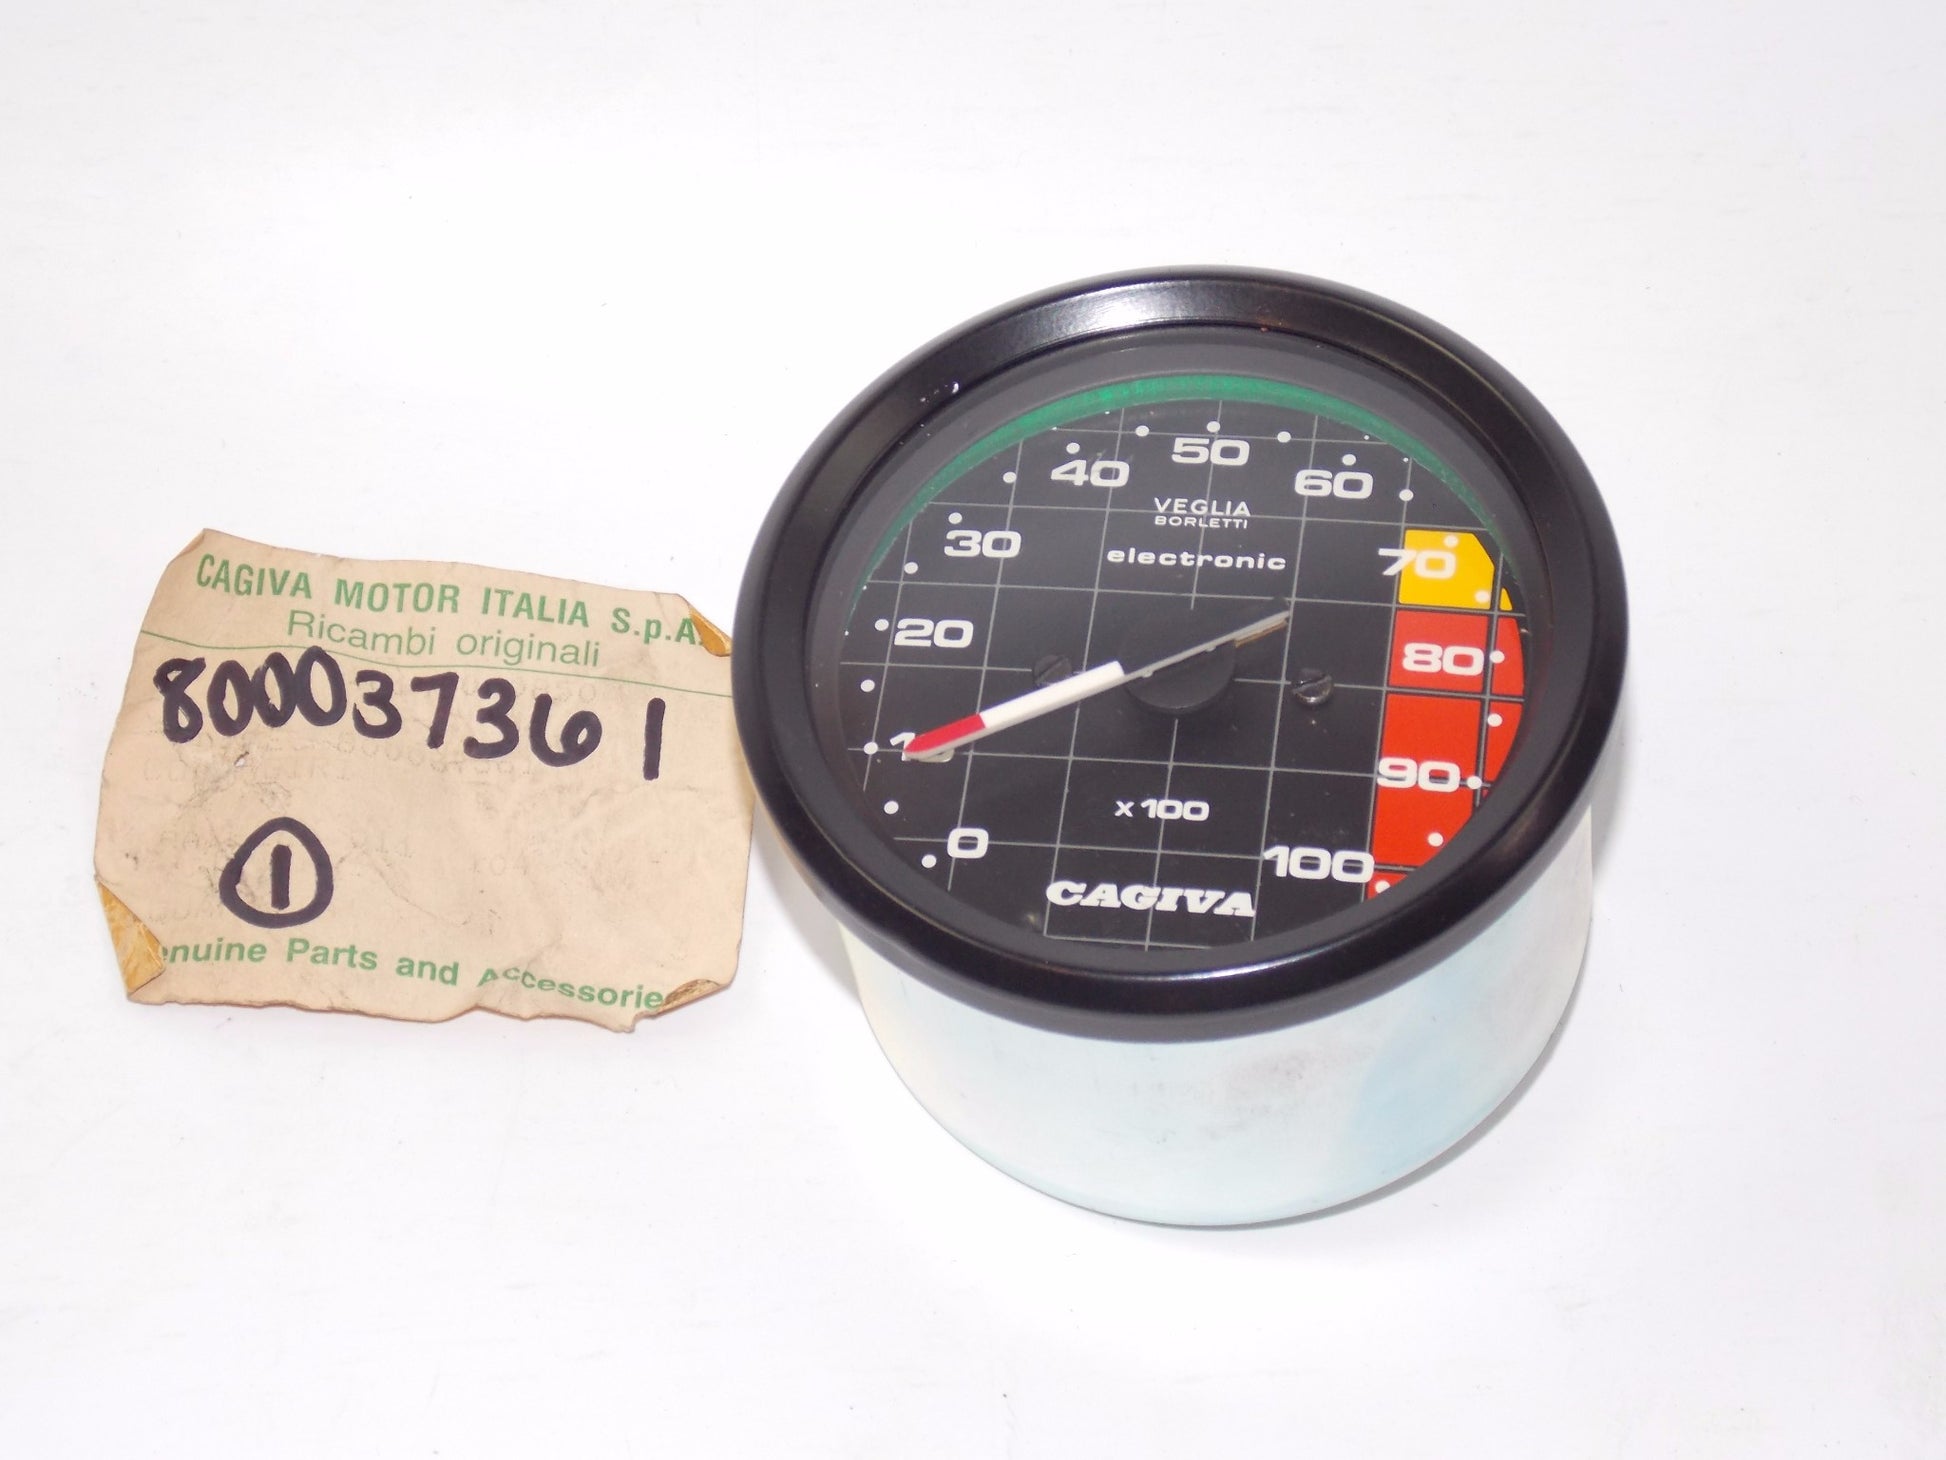 CAGIVA MOTOR ITALIA S.p.A.
Ricambi originali
800037361
1
enuine Parts and Accessorie
0
20
30
40
50
60
70
80
90
100
VEGLIA
BORLETTI
electronic
x 100
CAGIVA